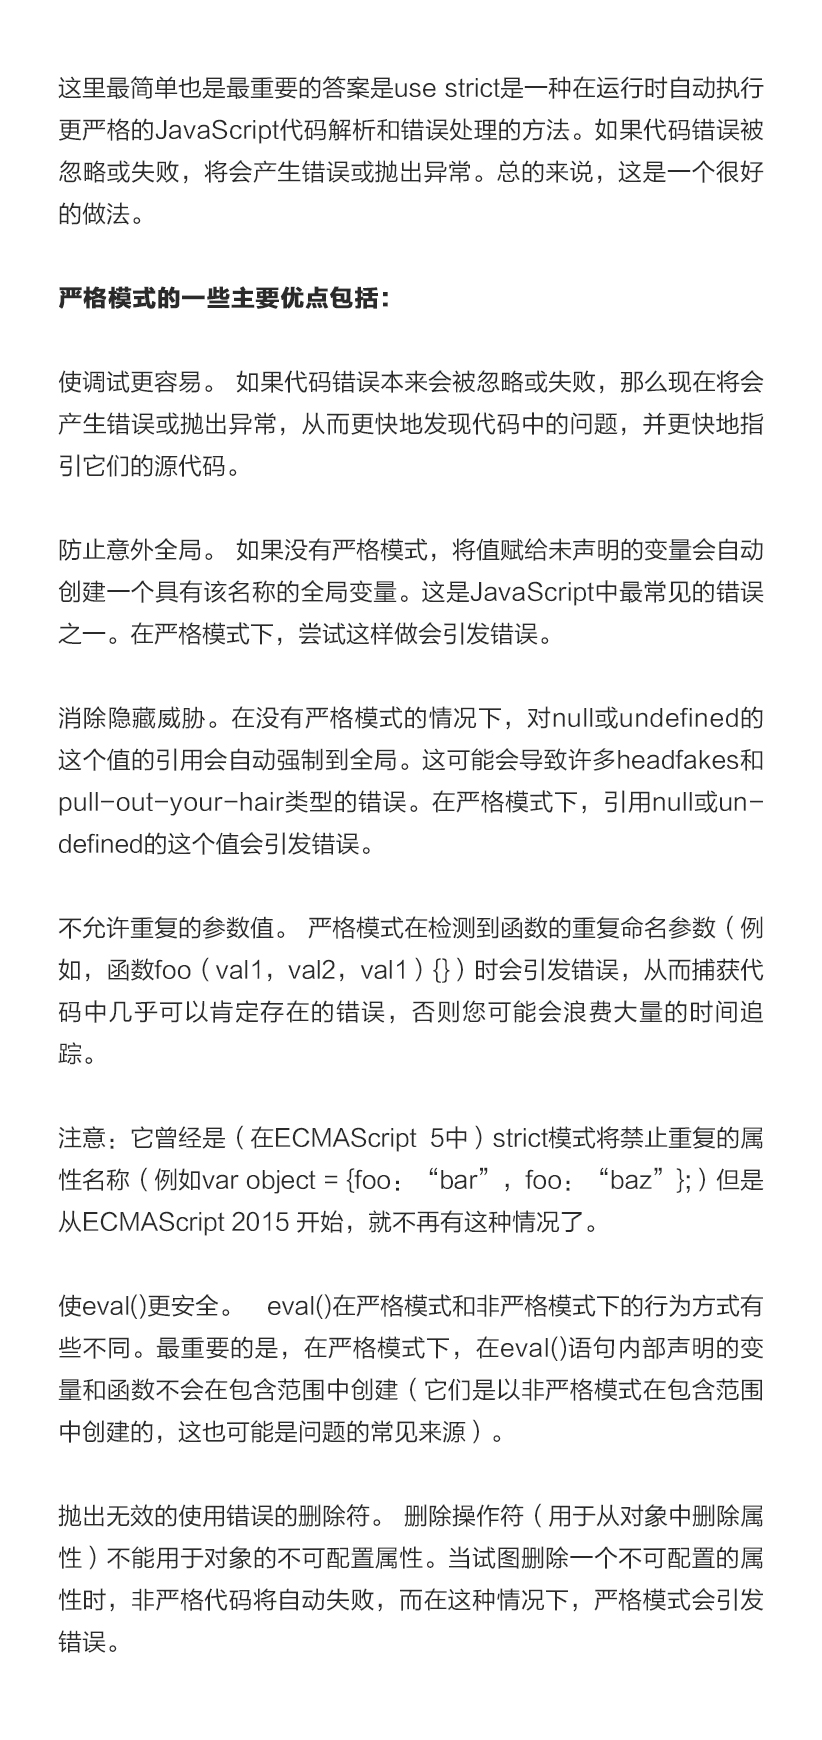 这里最简单也是最重要的答案是use strict是一种在运行时自动执行
更严格的JavaScript代码解析和错误处理的方法。如果代码错误被
忽略或失败，将会产生错误或抛出异常。总的来说，这是一个很好
的做法。
严格模式的一些主要优点包括：
使调试更容易。 如果代码错误本来会被忽略或失败，那么现在将会
产生错误或抛出异常，从而更快地发现代码中的问题，并更快地指
引它们的源代码。
防止意外全局。 如果没有严格模式，将值赋给未声明的变量会自动
创建一个具有该名称的全局变量。这是JavaScript中最常见的错误
之一。在严格模式下，尝试这样做会引发错误。
消除隐藏威胁。在没有严格模式的情况下，对null或undefined的
这个值的引用会自动强制到全局。这可能会导致许多headfakes和
pull-out-your-hair类型的错误。在严格模式下，引用null或un-
defined的这个值会引发错误。
不允许重复的参数值。 严格模式在检测到函数的重复命名参数（例
如，函数foo（val1，val2，val1）{}）时会引发错误，从而捕获代
码中几乎可以肯定存在的错误，否则您可能会浪费大量的时间追
踪。
注意：它曾经是（在ECMAScript 5中）strict模式将禁止重复的属
性名称（例如var object = {foo：“bar”，foo：“baz”};）但是
从ECMAScript 2015 开始，就不再有这种情况了。
使eval()更安全。 eval()在严格模式和非严格模式下的行为方式有
些不同。最重要的是，在严格模式下，在eval()语句内部声明的变
量和函数不会在包含范围中创建（它们是以非严格模式在包含范围
中创建的，这也可能是问题的常见来源）。
抛出无效的使用错误的删除符。 删除操作符（用于从对象中删除属
性）不能用于对象的不可配置属性。当试图删除一个不可配置的属
性时，非严格代码将自动失败，而在这种情况下，严格模式会引发
错误。